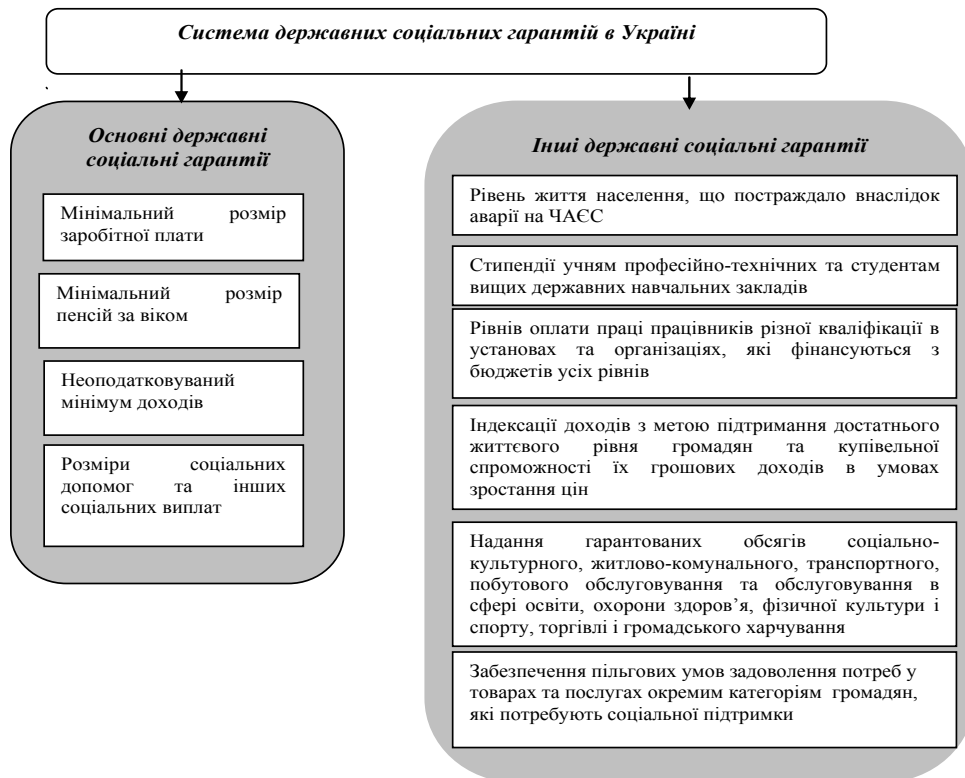 Система державних соціальних гарантій в Україні
Основні державні
соціальні гарантії
Мінімальний розмір
заробітної плати
Мінімальний розмір
пенсій за віком
Неоподатковуваний
мінімум доходів
Розміри соціальних
допомог та інших
соціальних виплат
Інші державні соціальні гарантії
Рівень життя населення, що постраждало внаслідок
аварії на ЧАЄС
Стипендії учням професійно-технічних та студентам
вищих державних навчальних закладів
Рівнів оплати праці працівників різної кваліфікації в
установах та організаціях, які фінансуються з
бюджетів усіх рівнів
Індексації доходів з метою підтримання достатнього
життєвого рівня громадян та купівельної
спроможності їх грошових доходів в умовах
зростання цін
Надання гарантованих обсягів соціально-
культурного, житлово-комунального, транспортного,
побутового обслуговування та обслуговування в
сфері освіти, охорони здоров’я, фізичної культури і
спорту, торгівлі і громадського харчування
Забезпечення пільгових умов задоволення потреб у
товарах та послугах окремим категоріям громадян,
які потребують соціальної підтримки